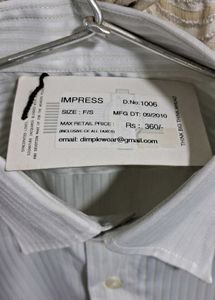 IMPRESS D.No: 1006
SIZE : F/S MFG DT: 09/2010
MAX RETAIL PRICE : Rs : 360/-
(INCLUSIVE OF ALL TAXES)
email: dimplewear@gmail.com